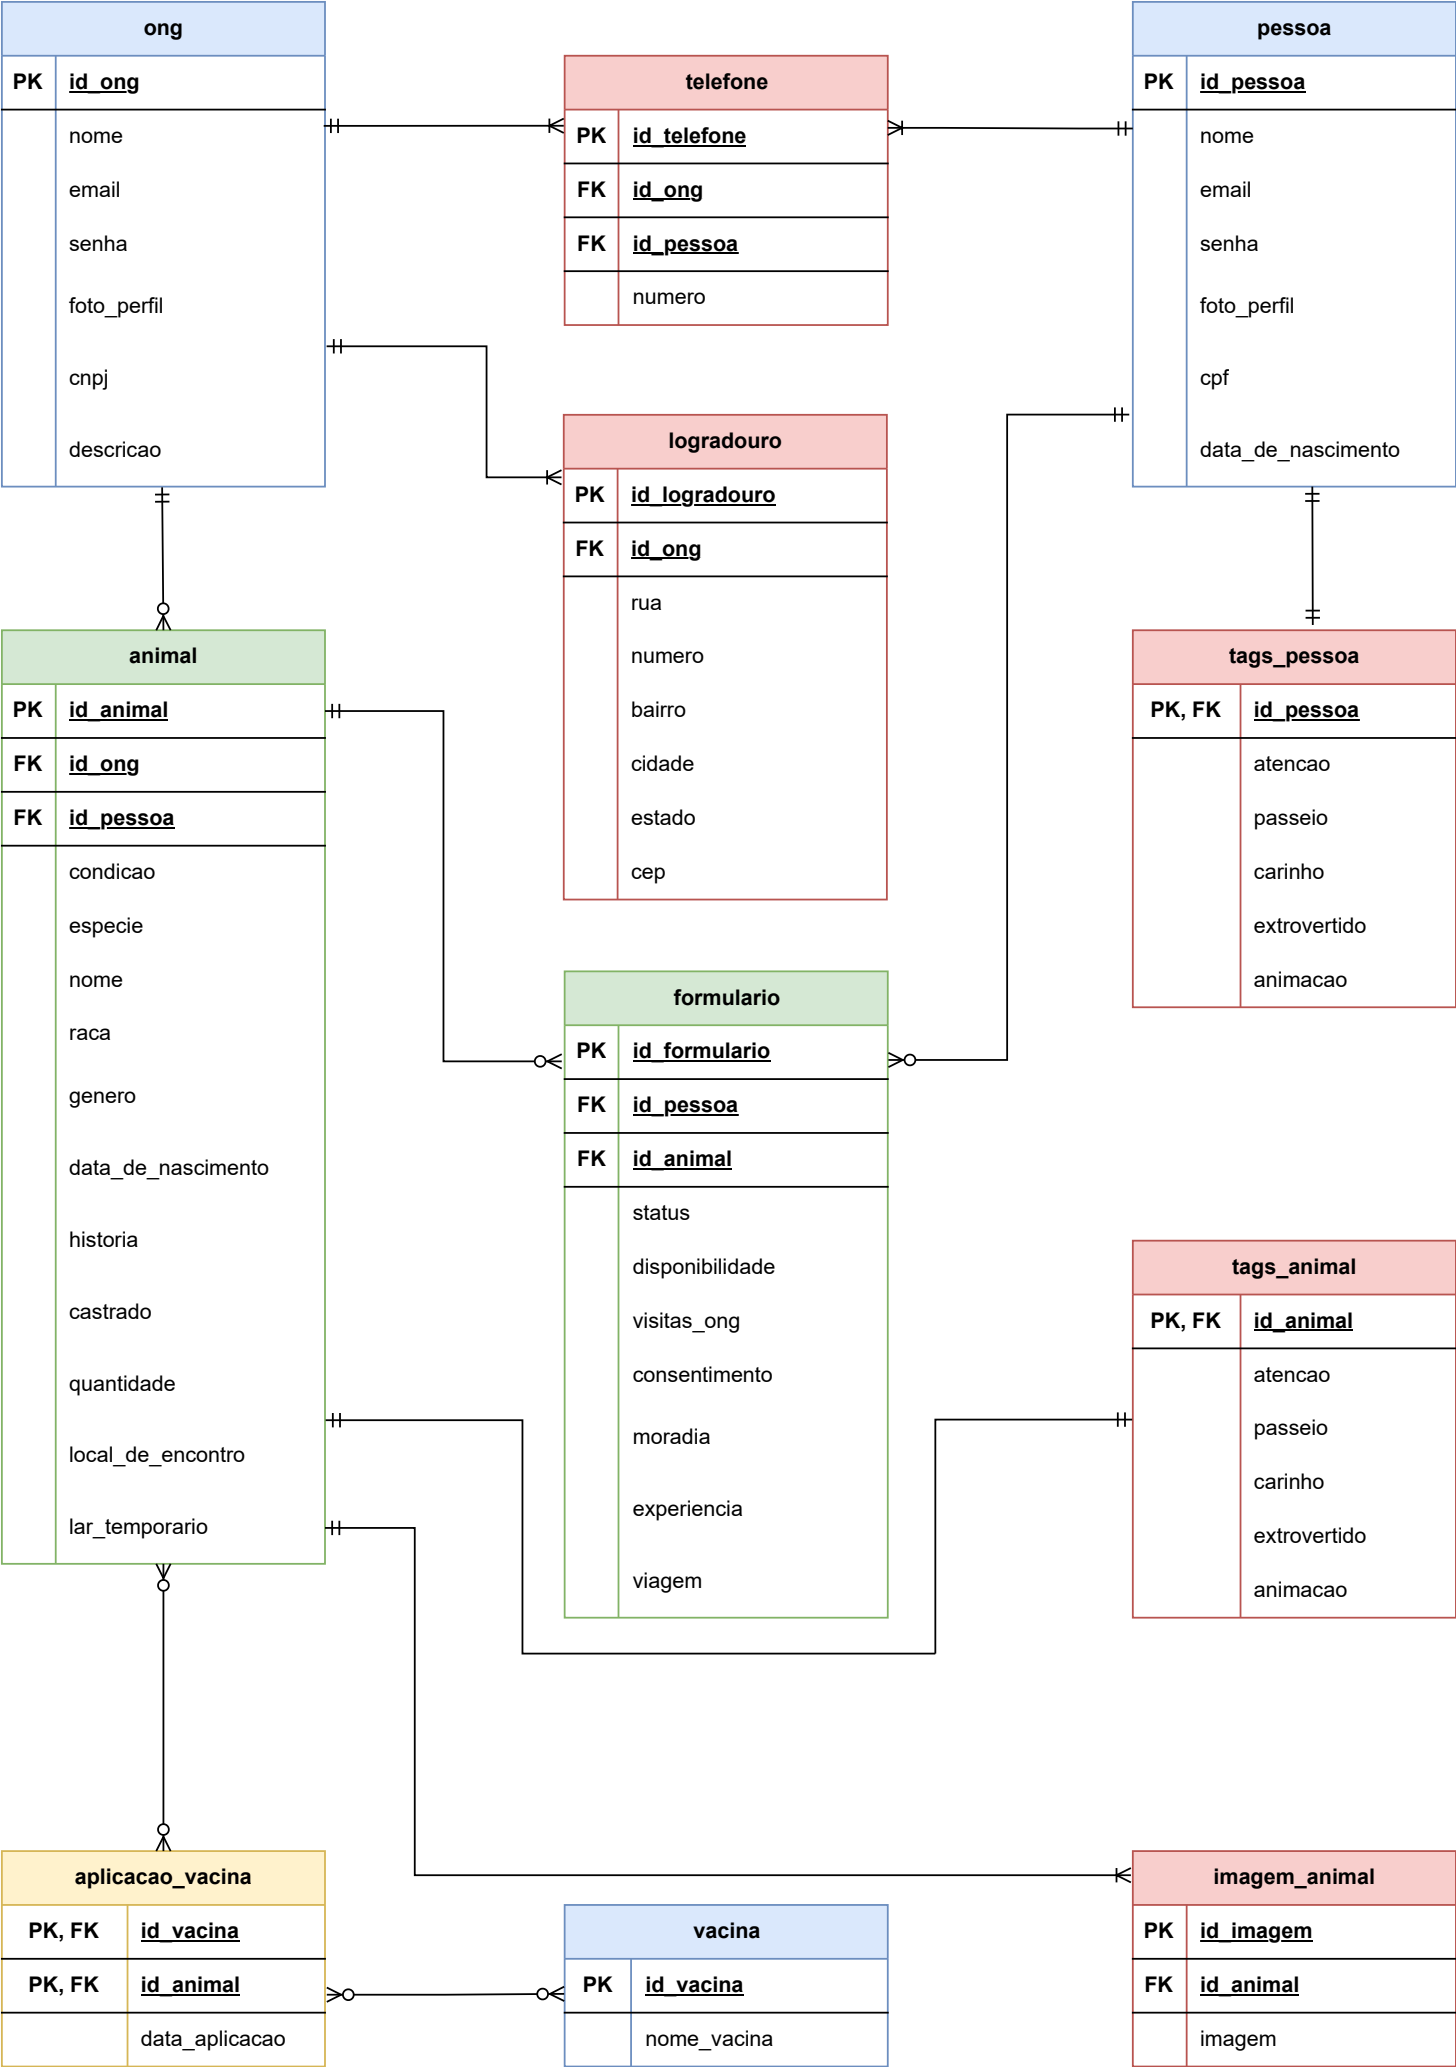 ong
PK id_ong
nome
email
senha
foto_perfil
cnpj
descricao
telefone
PK id_telefone
FK id_ong
FK id_pessoa
numero
pessoa
PK id_pessoa
nome
email
senha
foto_perfil
cpf
data_de_nascimento
logradouro
PK id_logradouro
FK id_ong
rua
numero
bairro
cidade
estado
cep
animal
PK id_animal
FK id_ong
FK id_pessoa
condicao
especie
nome
raca
genero
data_de_nascimento
historia
castrado
quantidade
local_de_encontro
lar_temporario
tags_pessoa
PK, FK id_pessoa
atencao
passeio
carinho
extrovertido
animacao
formulario
PK id_formulario
FK id_pessoa
FK id_animal
status
disponibilidade
visitas_ong
consentimento
moradia
experiencia
viagem
tags_animal
PK, FK id_animal
atencao
passeio
carinho
extrovertido
animacao
aplicacao_vacina
PK, FK id_vacina
PK, FK id_animal
data_aplicacao
vacina
PK id_vacina
nome_vacina
imagem_animal
PK id_imagem
FK id_animal
imagem